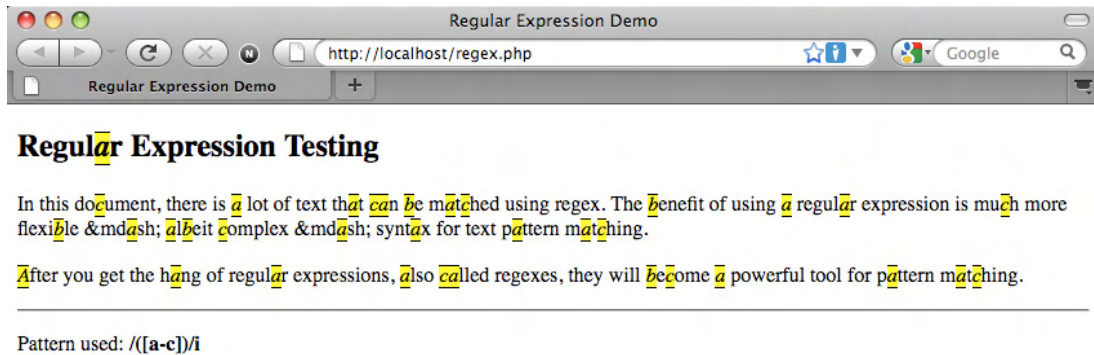 Regular Expression Demo
N
http://localhost/regex.php
Google
Regular Expression Demo
+
Regular Expression Testing
In this document, there is a lot of text that can be matched using regex. The benefit of using a regular expression is much more
flexible &mdash; albeit complex &mdash; syntax for text pattern matching.
After you get the hang of regular expressions, also called regexes, they will become a powerful tool for pattern matching.
Pattern used: /([a-c])/i